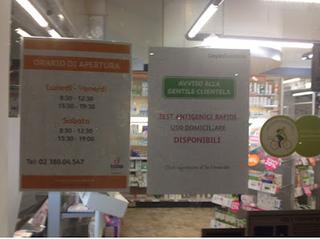 ORARIO DI APERTURA
Lunedì - Venerdì
8:30 - 12:30
15:30 - 19:30
Sabato
8:30 - 12:30
15:30 - 19:00
Tel. 02 380.04.547
AVVISO ALLA
GENTILE CLIENTELA
TEST ANTIGENICI RAPIDI
USO DOMICILIARE
DISPONIBILI